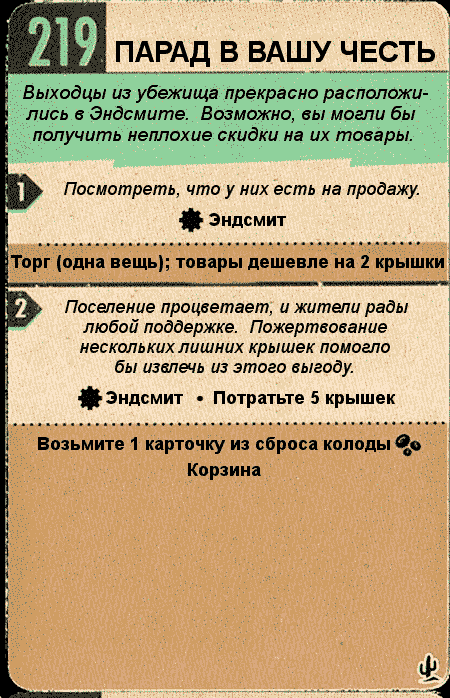 219
ПАРАД В ВАШУ ЧЕСТЬ
Выходцы из убежища прекрасно расположи-
лись в Эндсмите. Возможно, вы могли бы
получить неплохие скидки на их товары.
1
Посмотреть, что у них есть на продажу.
Эндсмит
Торг (одна вещь); товары дешевле на 2 крышки
2
Поселение процветает, и жители рады
любой поддержке. Пожертвование
нескольких лишних крышек помогло
бы извлечь из этого выгоду.
Эндсмит • Потратьте 5 крышек
Возьмите 1 карточку из сброса колоды
Корзина